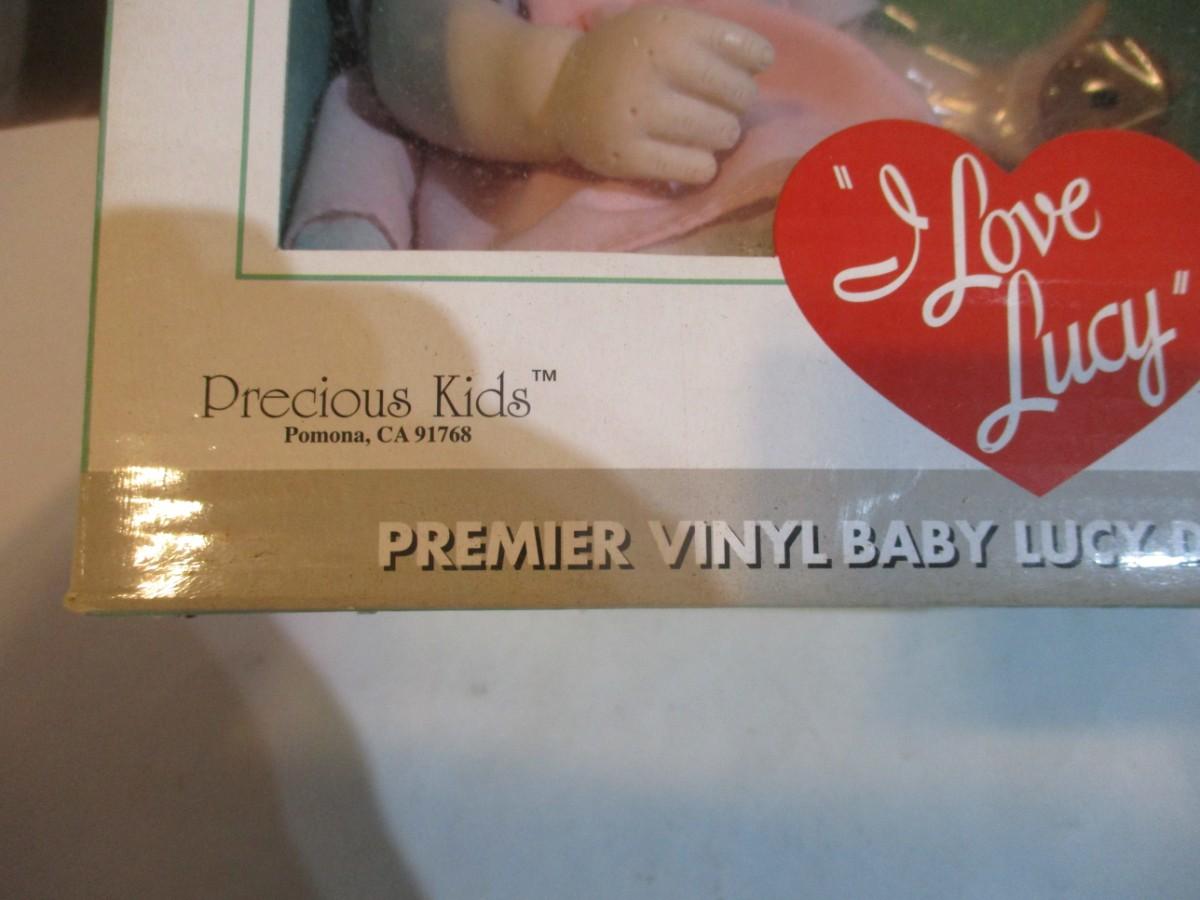 "I Love
Lucy"
Precious Kids™
Pomona, CA 91768
PREMIER VINYL BABY LUCY